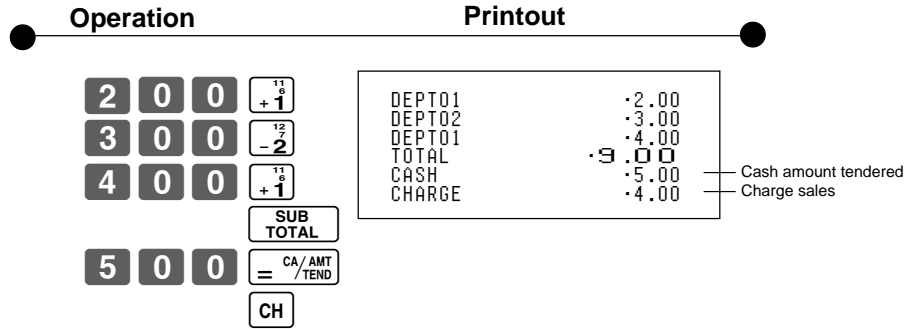 Operation
Printout
2 0 0 11 6 +1
3 0 0 12 7 -2
4 0 0 11 6 +1
SUB TOTAL
5 0 0 = CA/AMT/TEND
CH
DEPT01 ·2.00
DEPT02 ·3.00
DEPT01 ·4.00
TOTAL ·9.00
CASH ·5.00 Cash amount tendered
CHARGE ·4.00 Charge sales